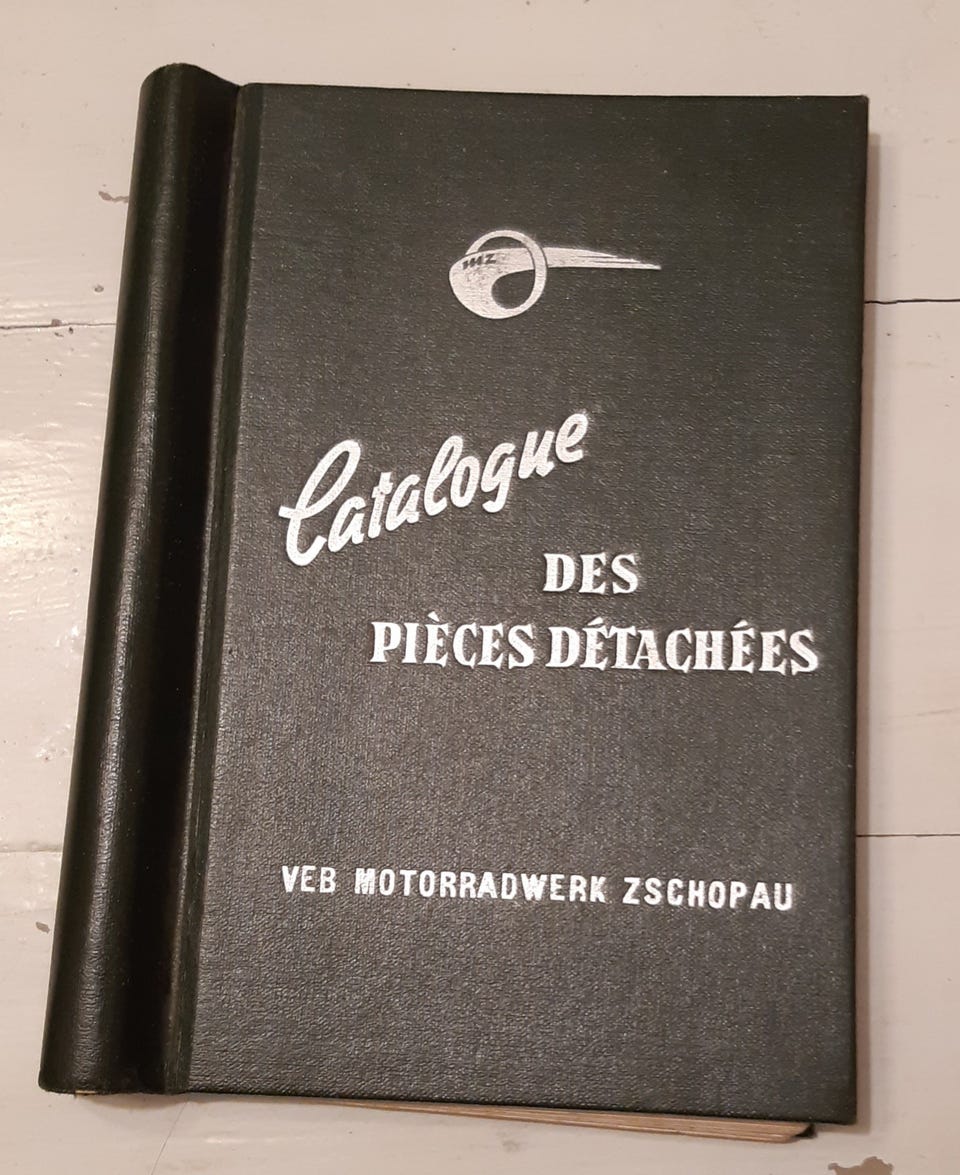 MZ
Catalogue
DES
PIÈCES DÉTACHÉES
VEB MOTORRADWERK ZSCHOPAU